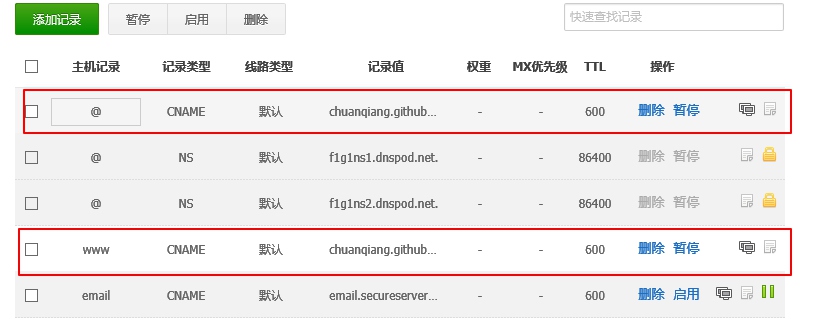 添加记录 暂停 启用 删除 快速查找记录
主机记录 记录类型 线路类型 记录值 权重 MX优先级 TTL 操作
@ CNAME 默认 chuanqiang.github... - - 600 删除 暂停
@ NS 默认 f1g1ns1.dnspod.net. - - 86400 删除 暂停
@ NS 默认 f1g1ns2.dnspod.net. - - 86400 删除 暂停
www CNAME 默认 chuanqiang.github... - - 600 删除 暂停
email CNAME 默认 email.secureserver... - - 600 删除 启用